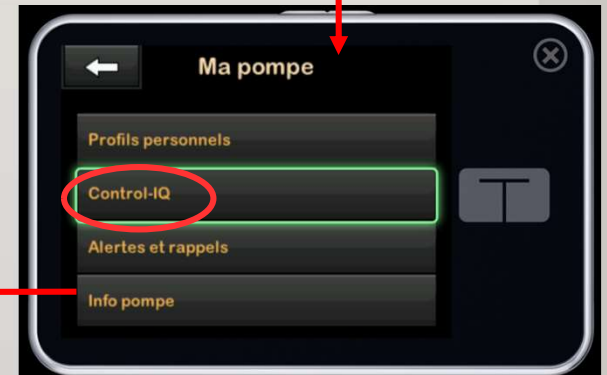 Ma pompe
Profils personnels
Control-IQ
Alertes et rappels
Info pompe